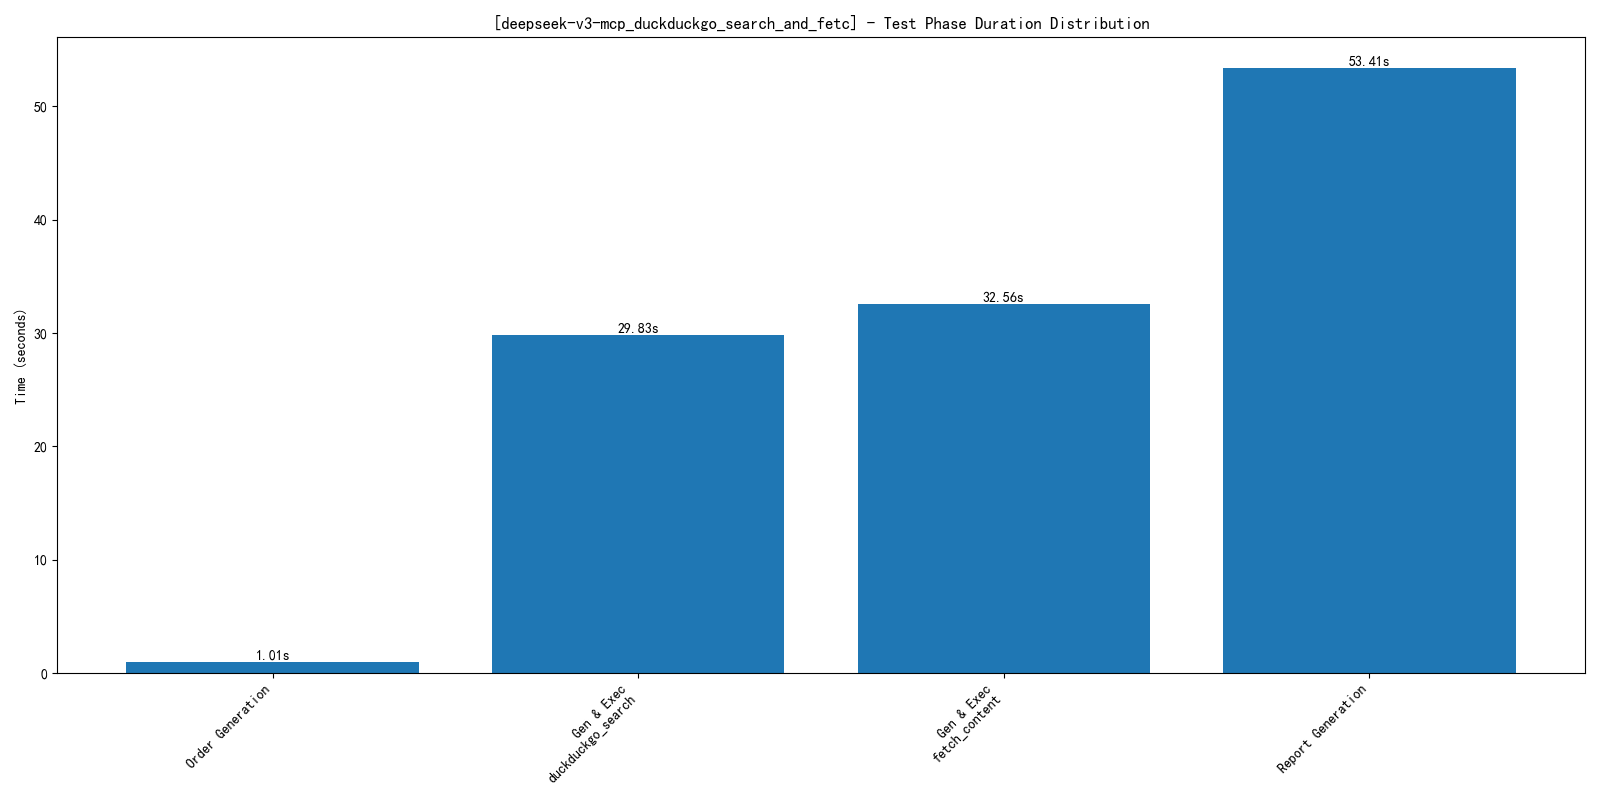 [deepseek-v3-mcp_duckduckgo_search_and_fetc] - Test Phase Duration Distribution
Time (seconds)
50
40
30
20
10
0
1.01s
29.83s
32.56s
53.41s
Order Generation
Gen & Exec
duckduckgo_search
Gen & Exec
fetch_content
Report Generation